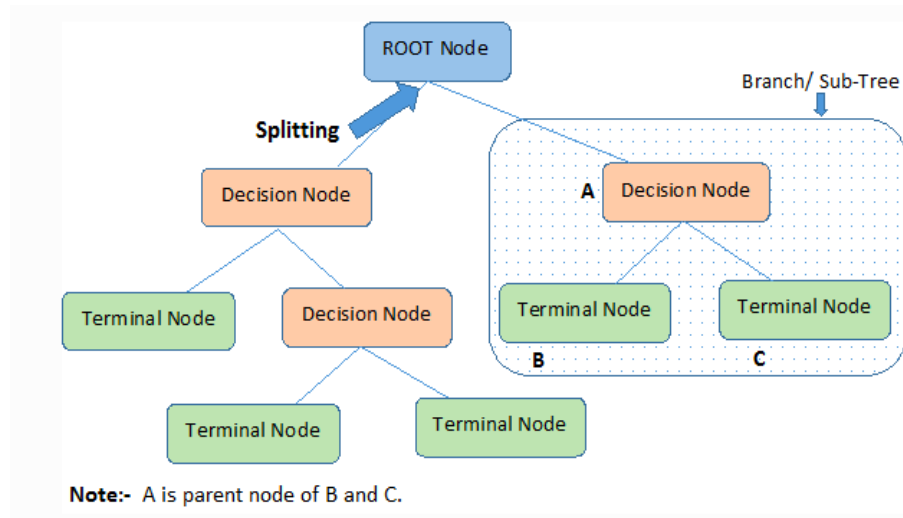 ROOT Node
Branch/ Sub-Tree
Splitting
Decision Node
A
Decision Node
Terminal Node
Decision Node
Terminal Node
Terminal Node
B
C
Terminal Node
Terminal Node
Note:- A is parent node of B and C.